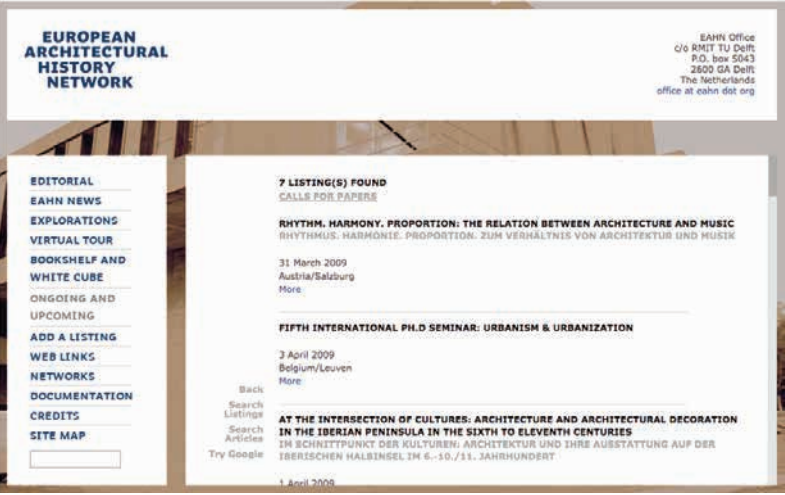 EUROPEAN
ARCHITECTURAL
HISTORY
NETWORK
EAHN Office
c/o RMIT TU Delft
P.O. box 5043
2600 GA Delft
The Netherlands
office at eahn dot org
EDITORIAL
EAHN NEWS
EXPLORATIONS
VIRTUAL TOUR
BOOKSHELF AND
WHITE CUBE
ONGOING AND
UPCOMING
ADD A LISTING
WEB LINKS
NETWORKS
DOCUMENTATION
CREDITS
SITE MAP
7 LISTING(S) FOUND
CALLS FOR PAPERS
RHYTHM. HARMONY. PROPORTION: THE RELATION BETWEEN ARCHITECTURE AND MUSIC
RHYTHMUS. HARMONIE. PROPORTION. ZUM VERHÄLTNIS VON ARCHITEKTUR UND MUSIK
31 March 2009
Austria/Salzburg
More
FIFTH INTERNATIONAL PH.D SEMINAR: URBANISM & URBANIZATION
3 April 2009
Belgium/Leuven
More
Back
Search
Listings
Search
Articles
Try Google
AT THE INTERSECTION OF CULTURES: ARCHITECTURE AND ARCHITECTURAL DECORATION
IN THE IBERIAN PENINSULA IN THE SIXTH TO ELEVENTH CENTURIES
IM SCHNITTPUNKT DER KULTUREN: ARCHITEKTUR UND IHRE AUSSTATTUNG AUF DER
IBERISCHEN HALBINSEL IM 6.-10./11. JAHRHUNDERT
1 April 2009